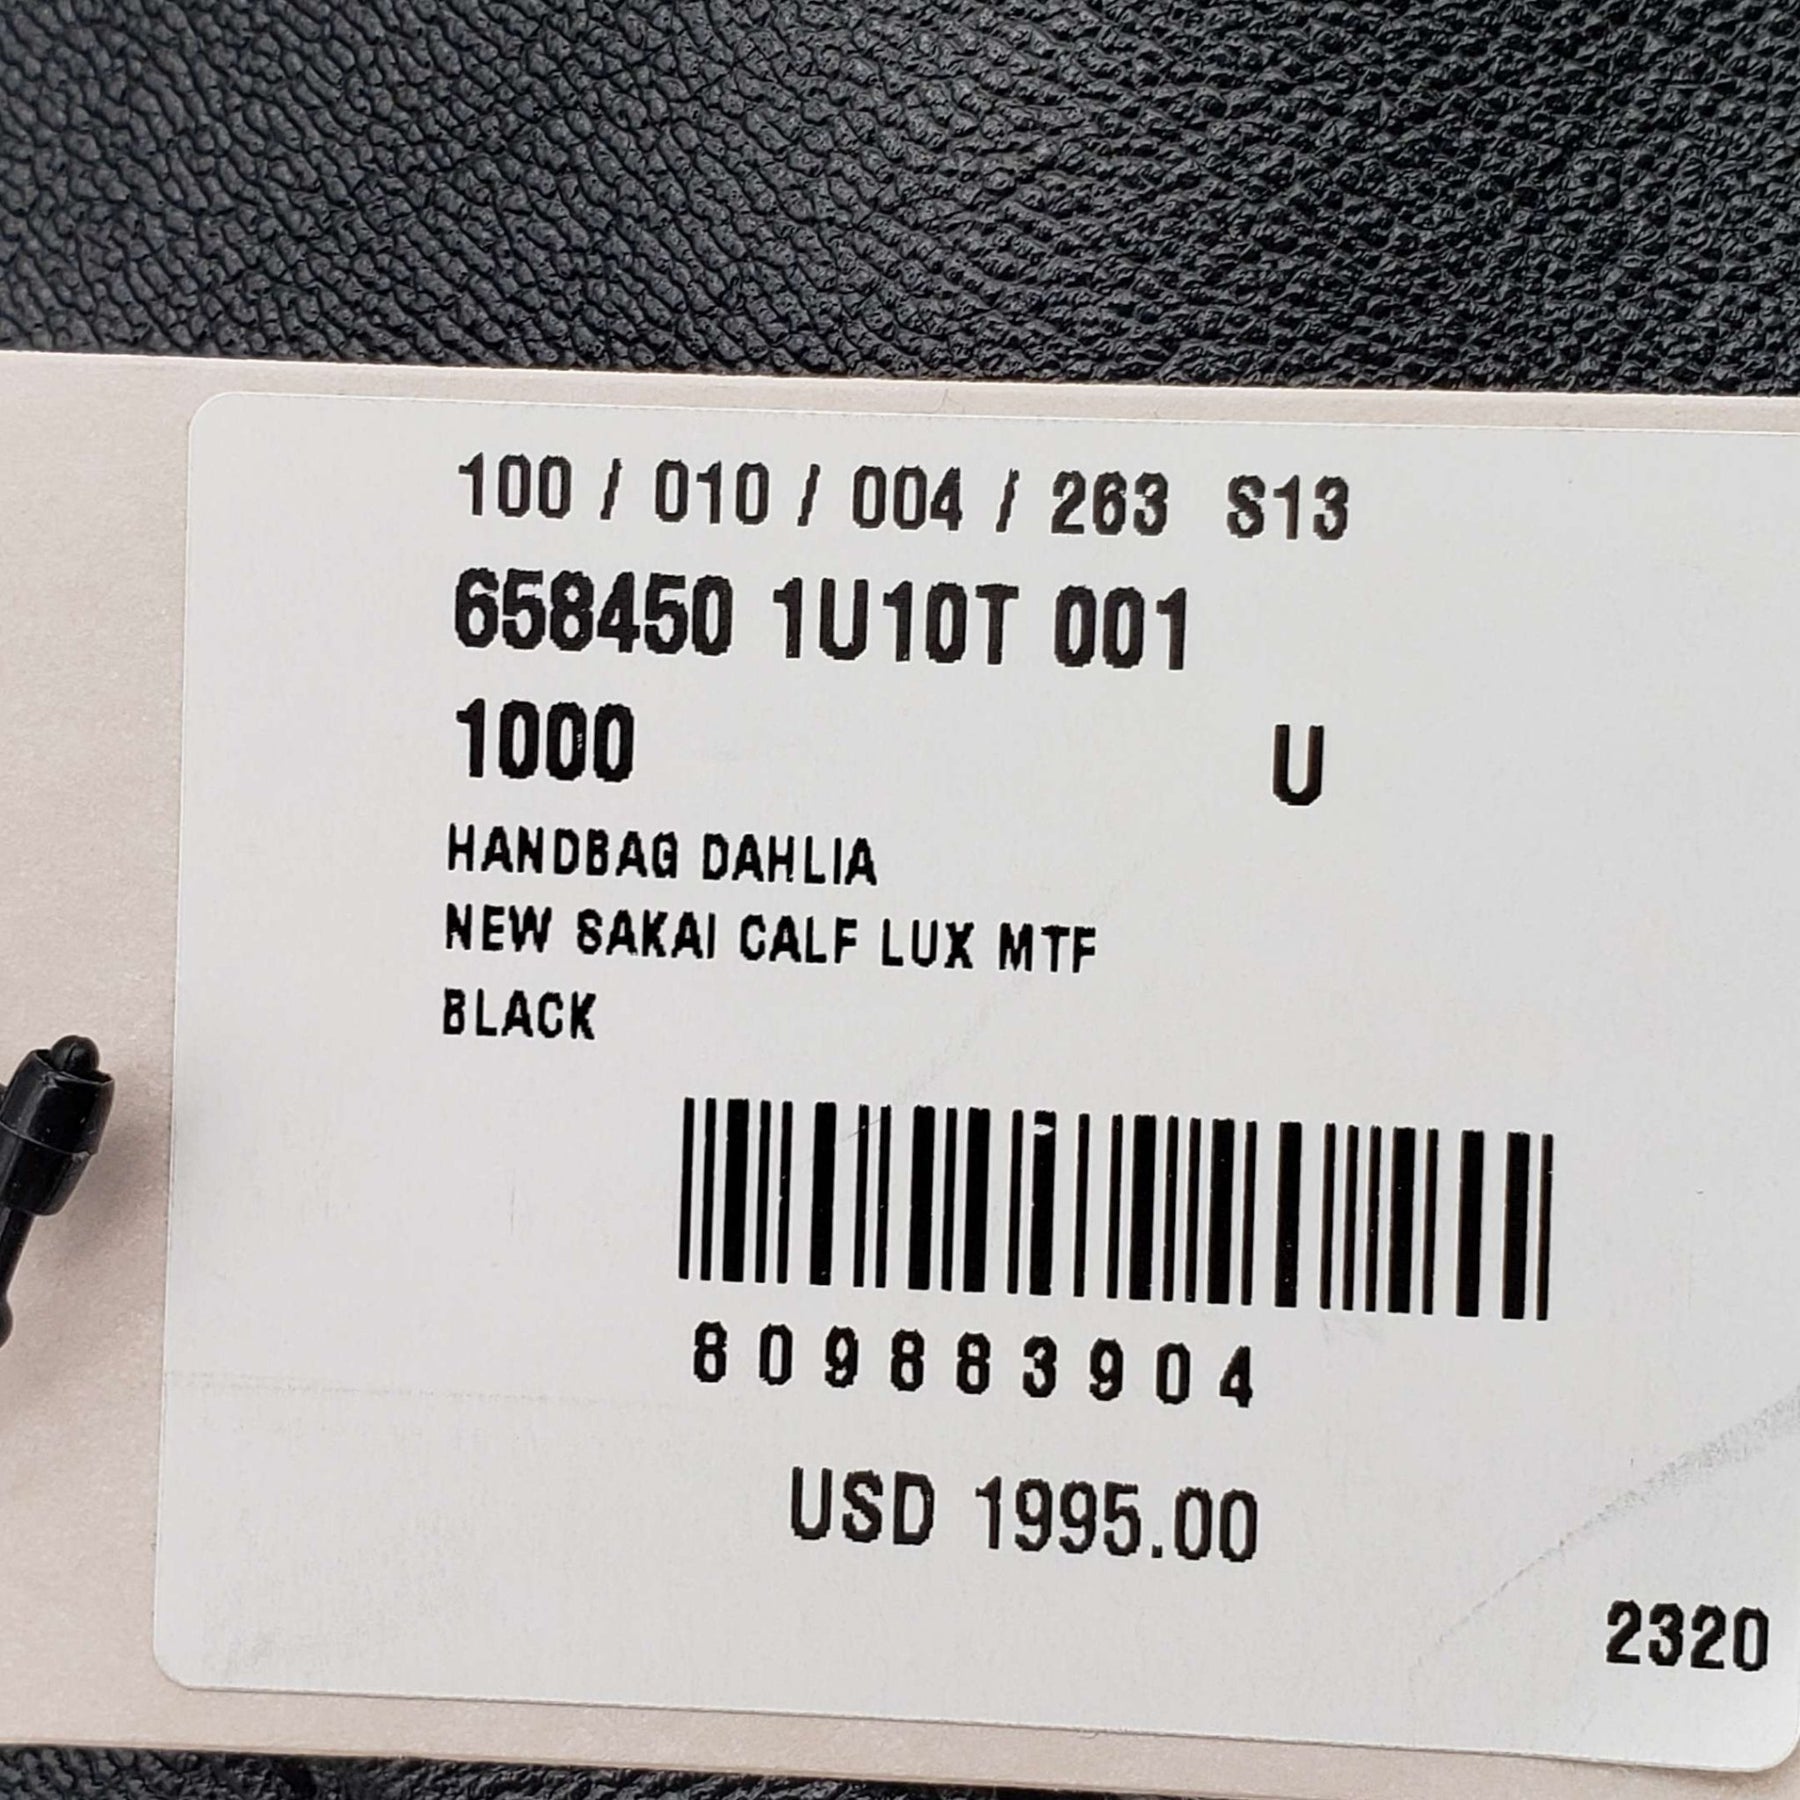 100 / 010 / 004 / 263 S13
658450 1U10T 001
1000 U
HANDBAG DAHLIA
NEW SAKAI CALF LUX MTF
BLACK
809883904
USD 1995.00
2320